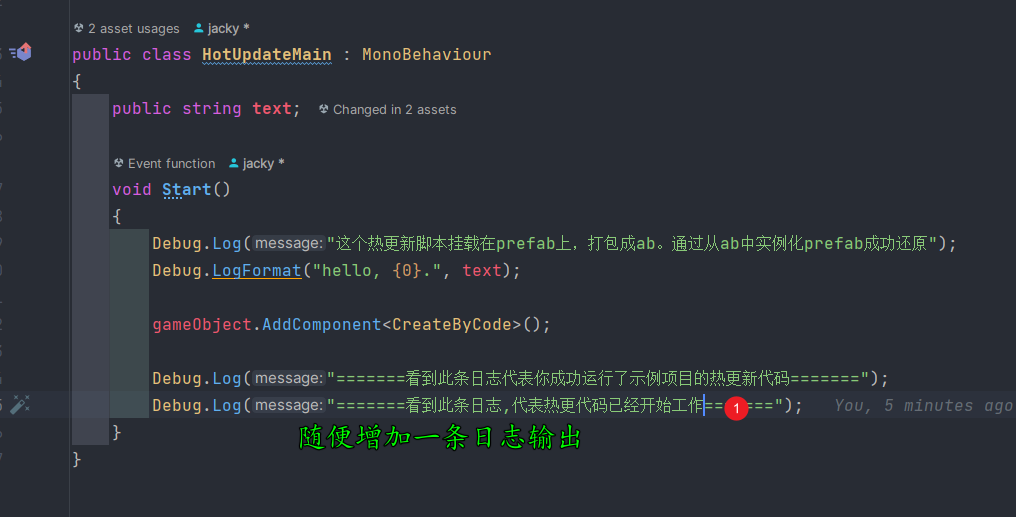 2 asset usages jacky *
public class HotUpdateMain : MonoBehaviour
{
public string text; Changed in 2 assets
Event function jacky *
void Start()
{
Debug.Log(message:"这个热更新脚本挂载在prefab上，打包成ab。通过从ab中实例化prefab成功还原");
Debug.LogFormat("hello, {0}.", text);
gameObject.AddComponent<CreateByCode>();
Debug.Log(message:"=======看到此条日志代表你成功运行了示例项目的热更新代码=======");
Debug.Log(message:"=======看到此条日志,代表热更代码已经开始工作=======");  You, 5 minutes ago
1
随便增加一条日志输出
}
}